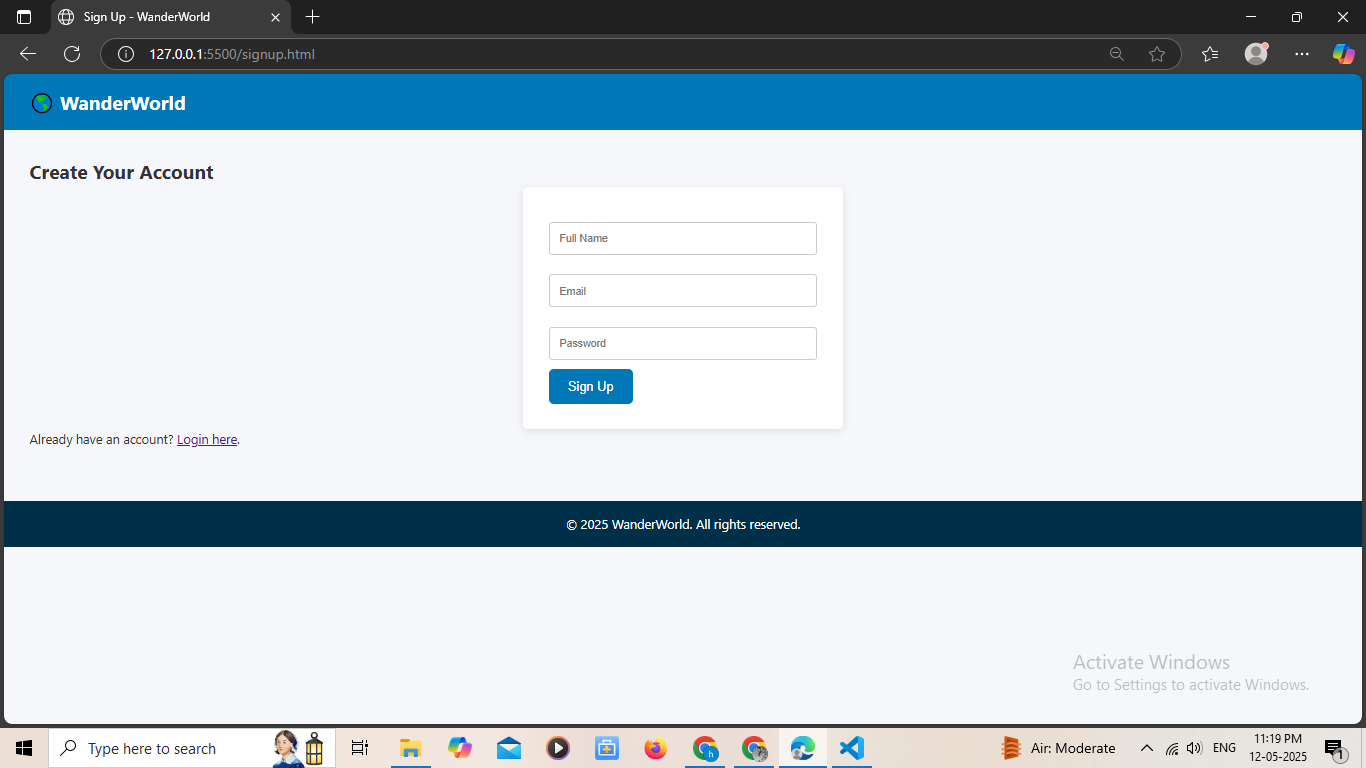 Sign Up - WanderWorld
127.0.0.1:5500/signup.html
WanderWorld
Create Your Account
Full Name
Email
Password
Sign Up
Already have an account? Login here.
© 2025 WanderWorld. All rights reserved.
Activate Windows
Go to Settings to activate Windows.
Type here to search
h
Air: Moderate
ENG
11:19 PM
12-05-2025
1